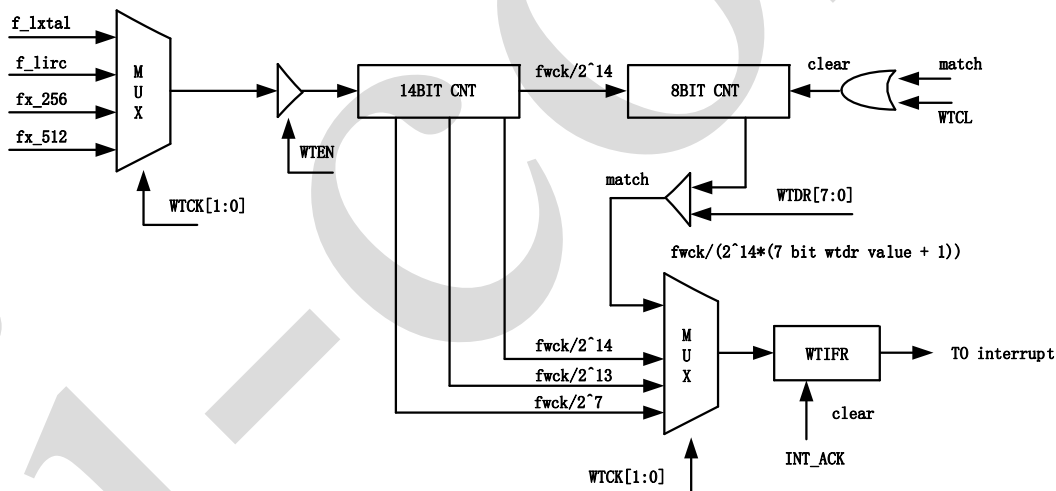 f_lxtal
f_lirc
fx_256
fx_512
MUX
WTCK[1:0]
WTEN
14BIT CNT
fwck/2^14
8BIT CNT
clear
match
WTCL
match
WTDR[7:0]
fwck/(2^14*(7 bit wtdr value + 1))
fwck/2^14
fwck/2^13
fwck/2^7
MUX
WTCK[1:0]
WTIFR
TO interrupt
clear
INT_ACK